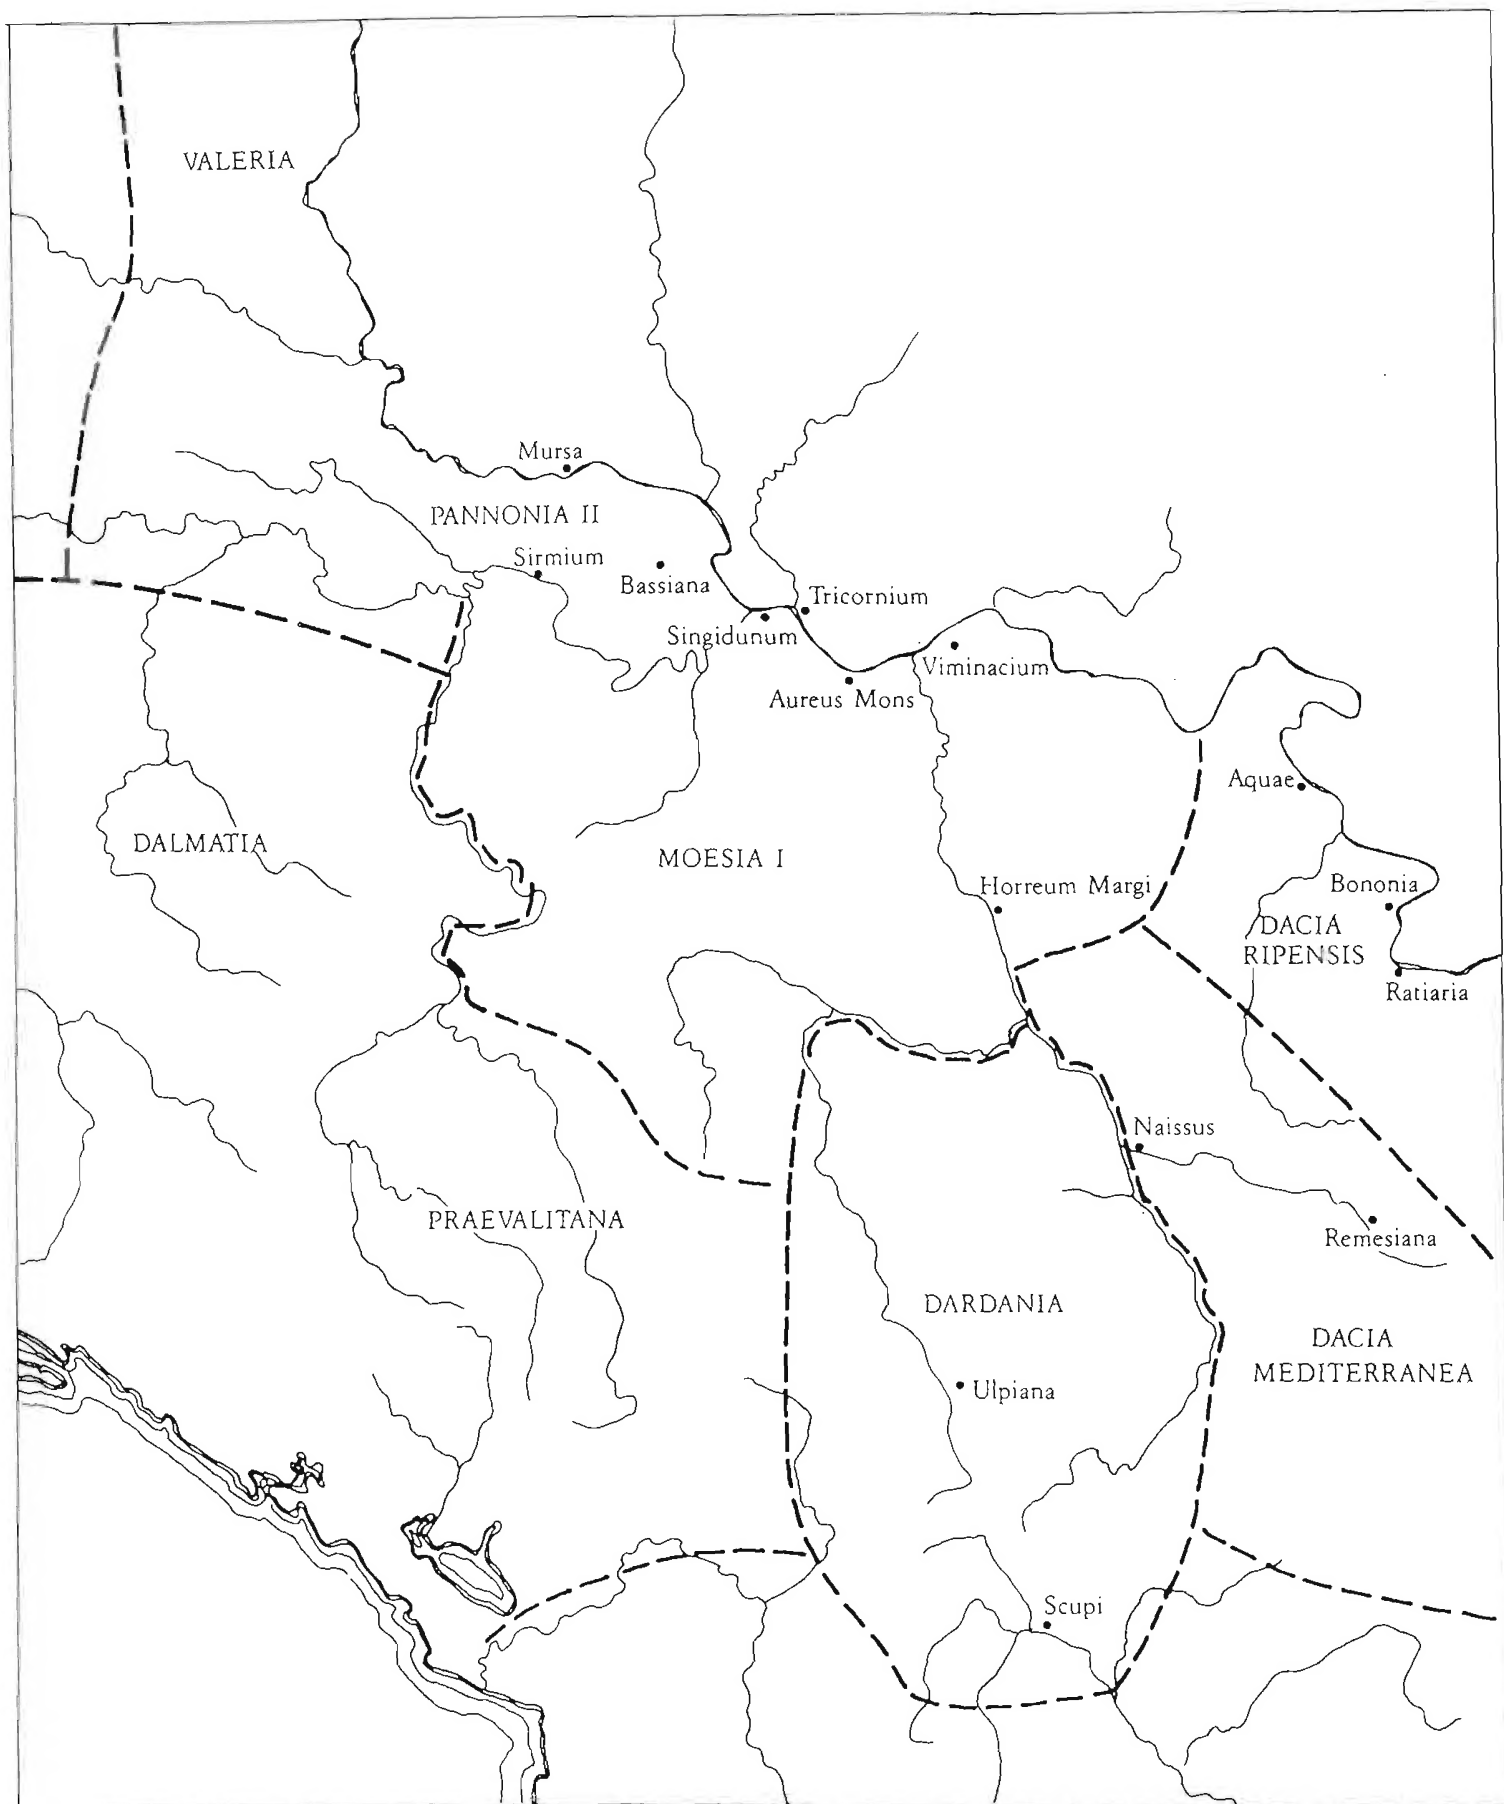 VALERIA
Mursa
PANNONIA II
Sirmium
Bassiana
Tricornium
Singidunum
Viminacium
Aureus Mons
Aquae
DALMATIA
MOESIA I
Horreum Margi
Bononia
DACIA
RIPENSIS
Ratiaria
Naissus
PRAEVALITANA
Remesiana
DARDANIA
DACIA
MEDITERRANEA
Ulpiana
Scupi